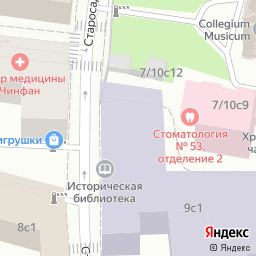 Collegium
Musicum
Староса
7/10с12
р медицины
Чинфан
7/10с9
Стоматология
№ 53,
отделение 2
Хр
ча
игрушки
Историческая
библиотека
9с1
8с1
С
Яндекс